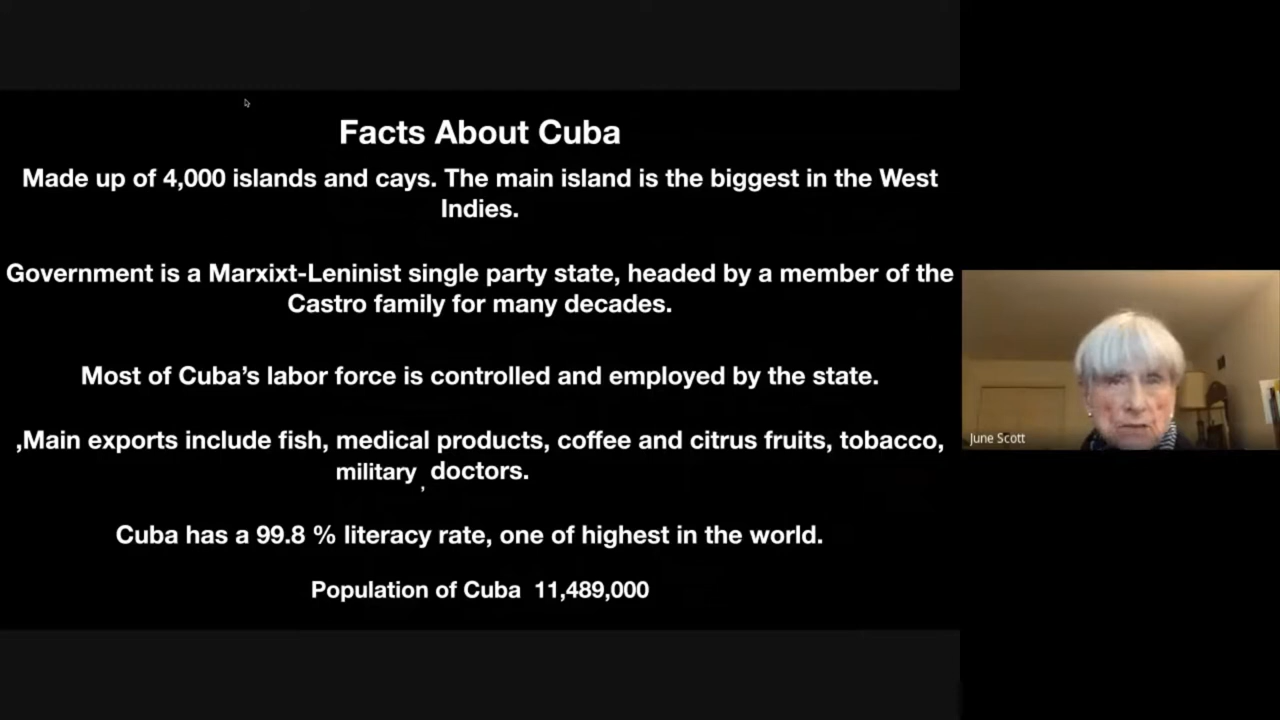 Facts About Cuba
Made up of 4,000 islands and cays. The main island is the biggest in the West
Indies.
Government is a Marxixt-Leninist single party state, headed by a member of the
Castro family for many decades.
Most of Cuba’s labor force is controlled and employed by the state.
,Main exports include fish, medical products, coffee and citrus fruits, tobacco,
military , doctors.
Cuba has a 99.8 % literacy rate, one of highest in the world.
Population of Cuba 11,489,000
June Scott